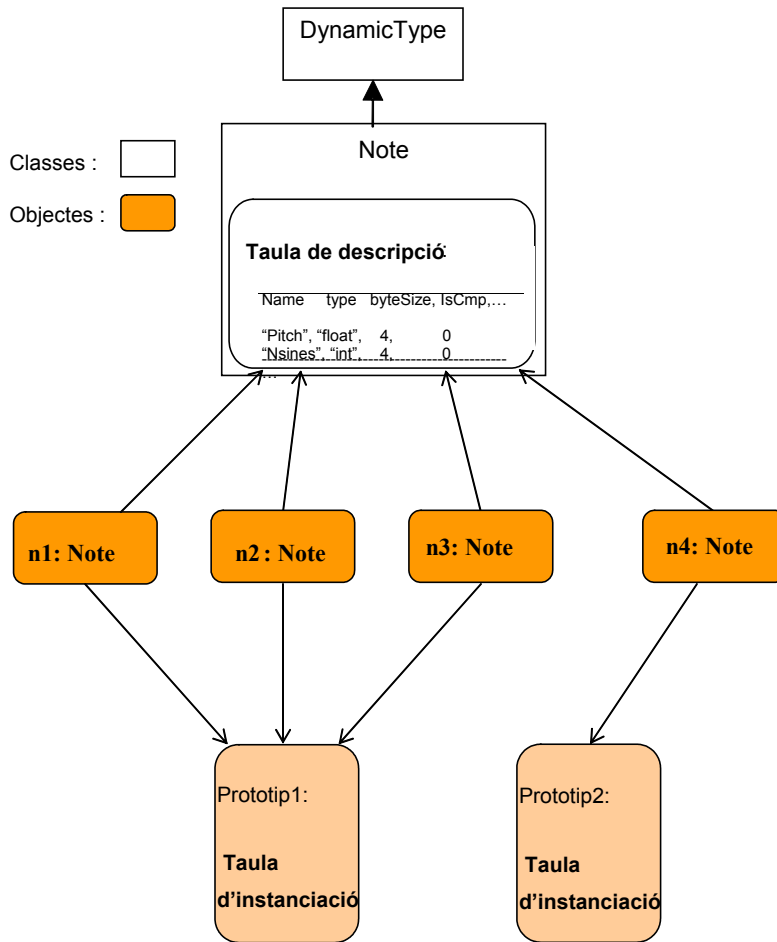 DynamicType
Note
Classes :
Objectes :
Taula de descripció:
Name type byteSize, IsCmp,...
“Pitch”, “float”, 4, 0
“Nsines”, “int”, 4, 0
...
n1: Note
n2 : Note
n3: Note
n4: Note
Prototip1:
Taula
d’instanciació
Prototip2:
Taula
d’instanciació